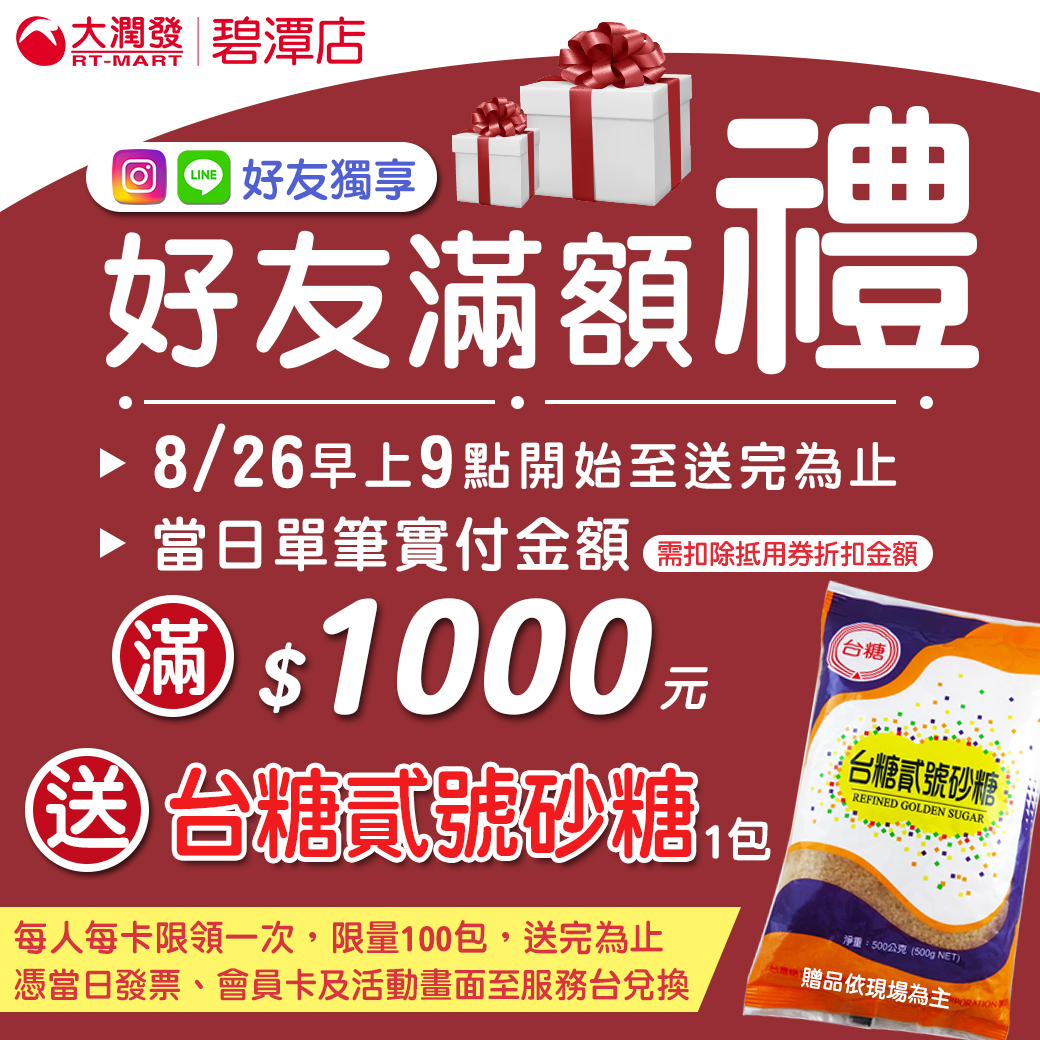 大潤發
RT-MART
碧潭店
LINE
好友獨享
好友滿額禮
8/26早上9點開始至送完為止
當日單筆實付金額 需扣除抵用券折扣金額
滿 $1000元
送 台糖貳號砂糖1包
台糖
台糖貳號砂糖
REFINED GOLDEN SUGAR
淨重：500公克 (500g NET)
贈品依現場為主
每人每卡限領一次，限量100包，送完為止
憑當日發票、會員卡及活動畫面至服務台兌換